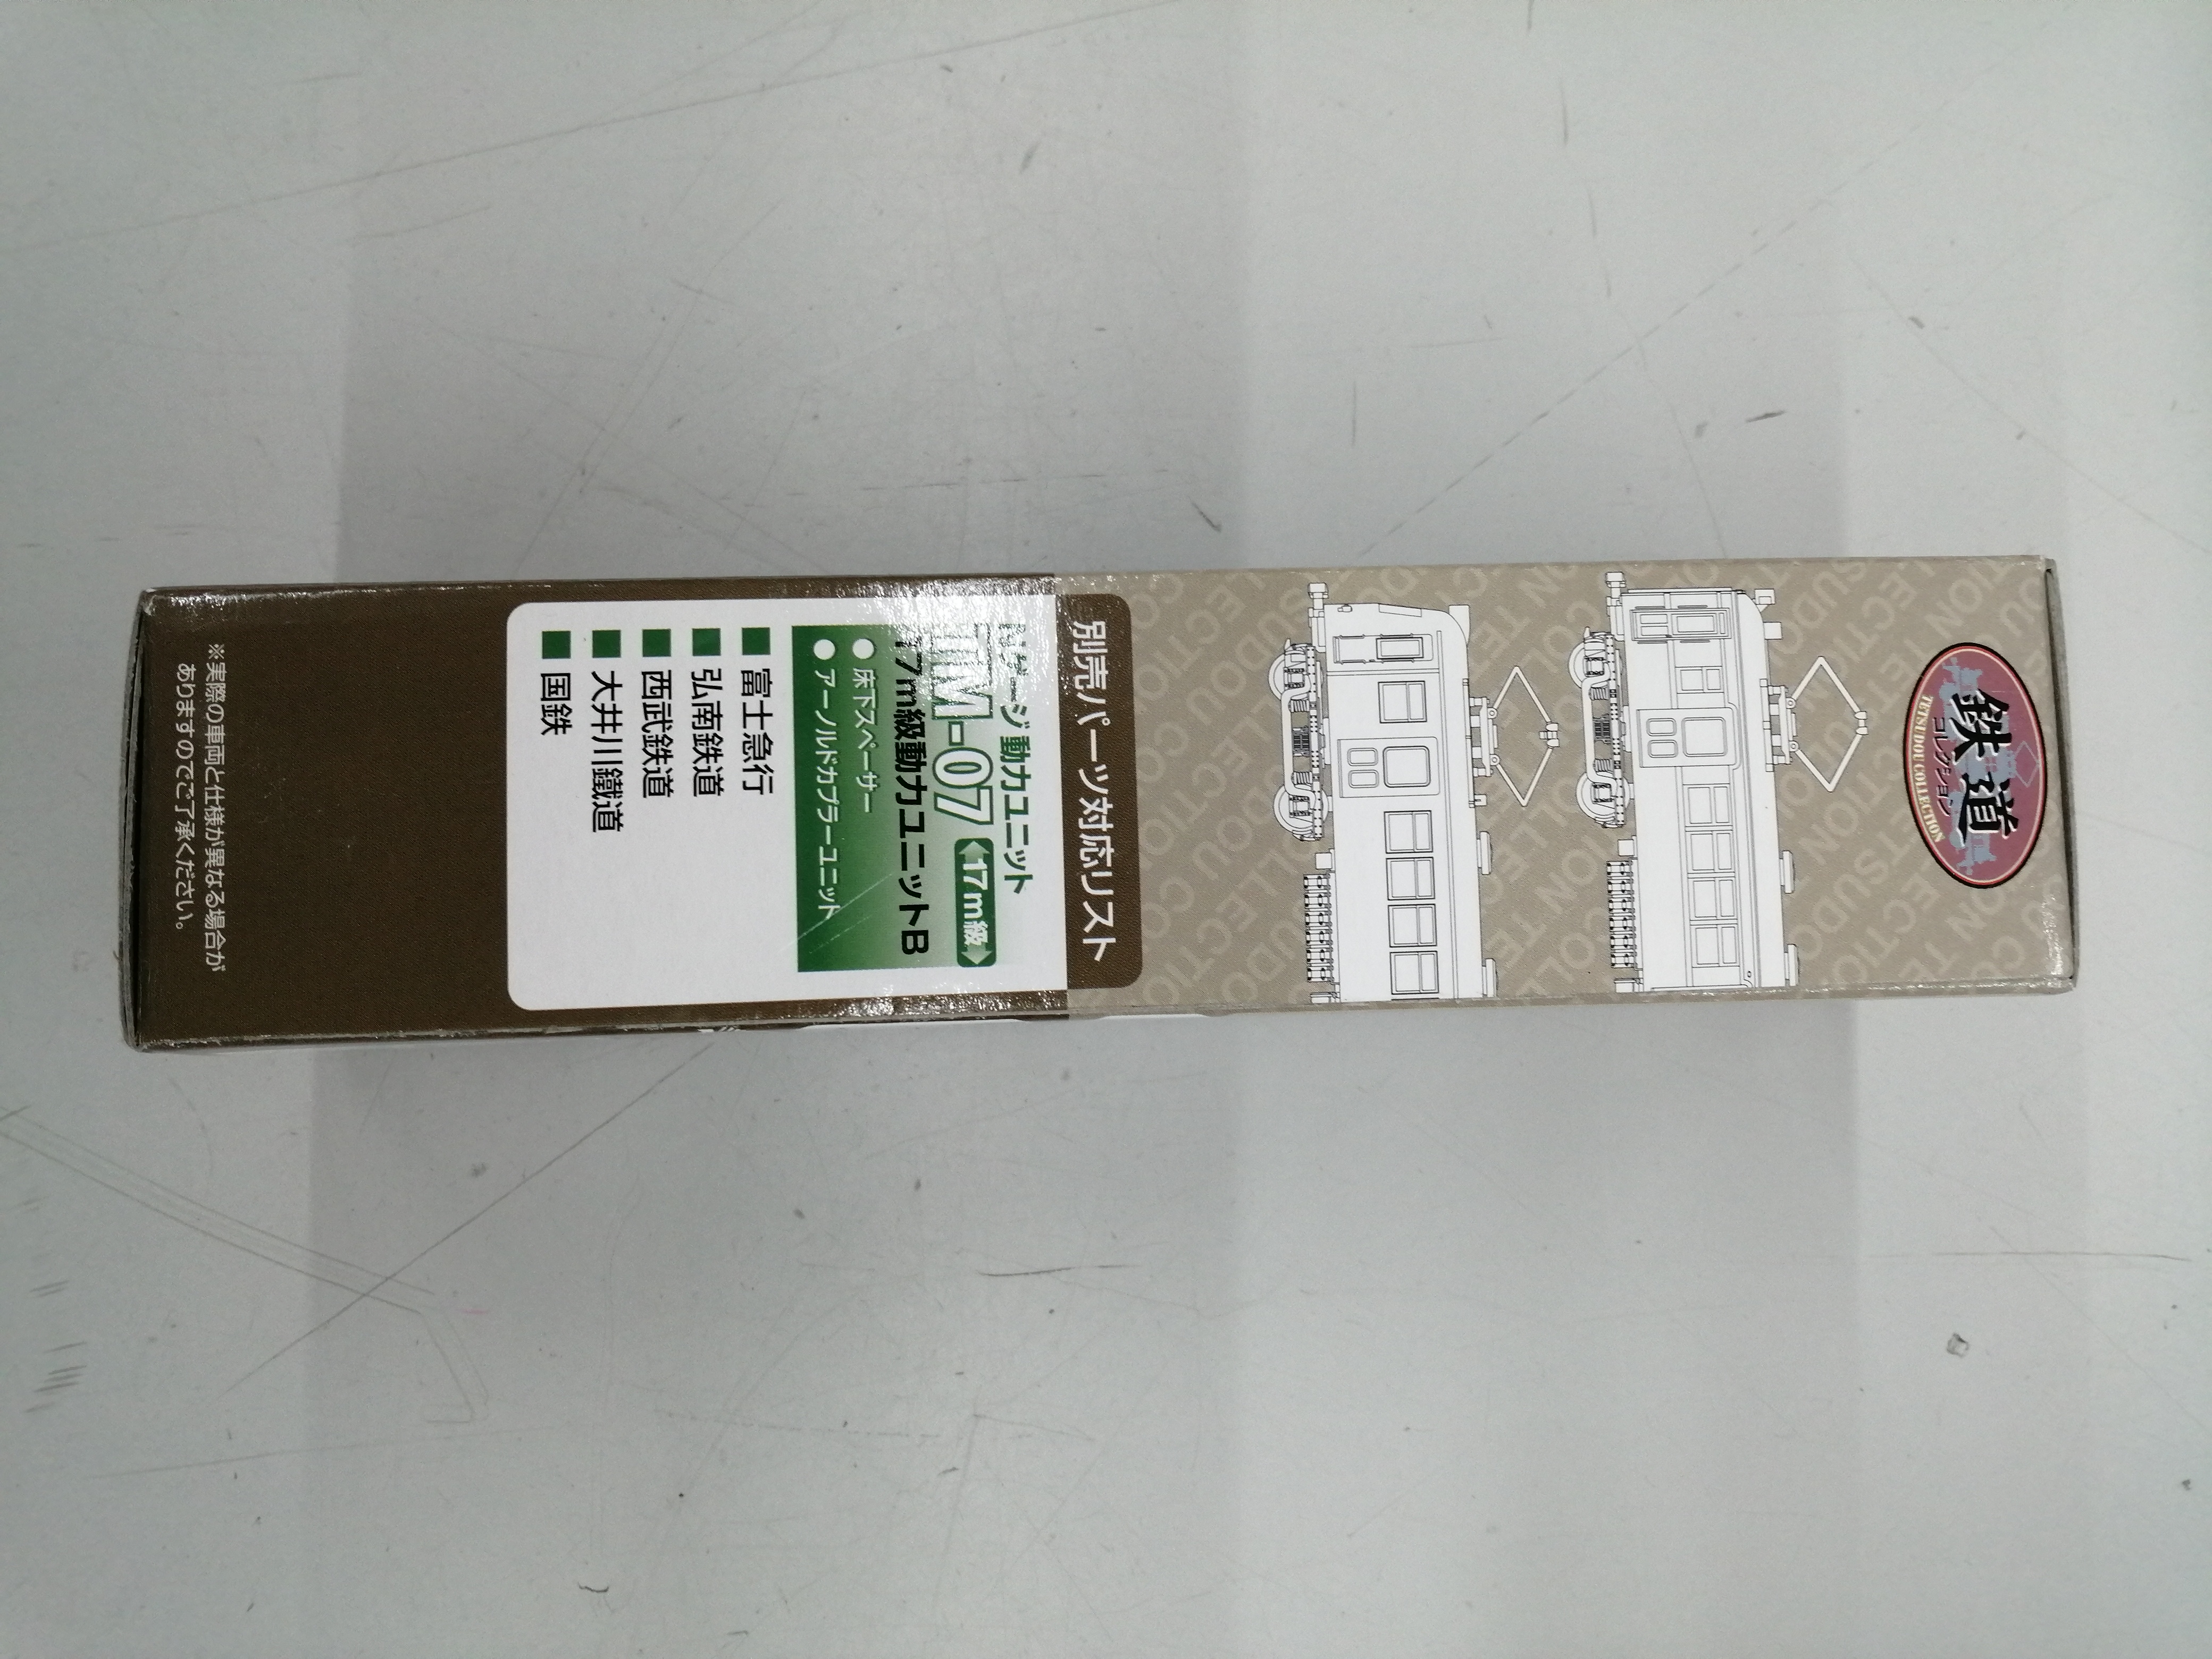 鉄道
コレクション
TETSUDOU COLLECTION
別売パーツ対応リスト
Nゲージ動力ユニット
TM-07 17m級
17m級動力ユニットB
●床下スペーサー
●アーノルドカプラーユニット
■富士急行
■弘南鉄道
■西武鉄道
■大井川鐵道
■国鉄
※実際の車両と仕様が異なる場合が
ありますのでご了承ください。